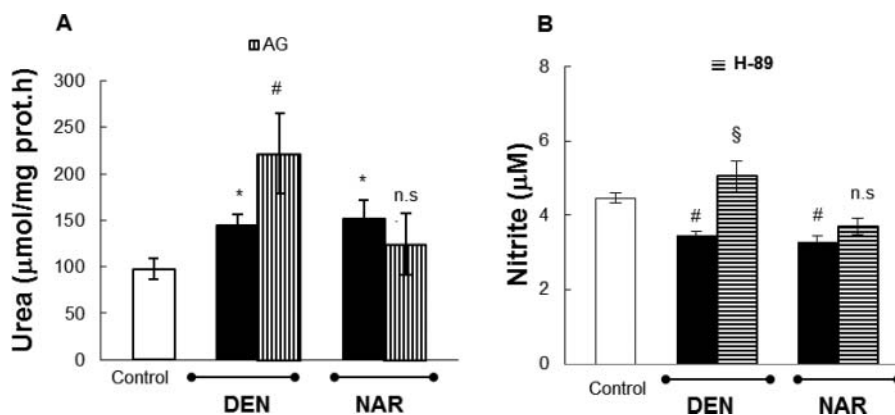 A
AG
Urea (μmol/mg prot.h)
300
250
200
150
100
50
0
#
*
*
n.s
Control
DEN
NAR
B
H-89
Nitrite (μM)
8
6
4
2
0
§
#
#
n.s
Control
DEN
NAR